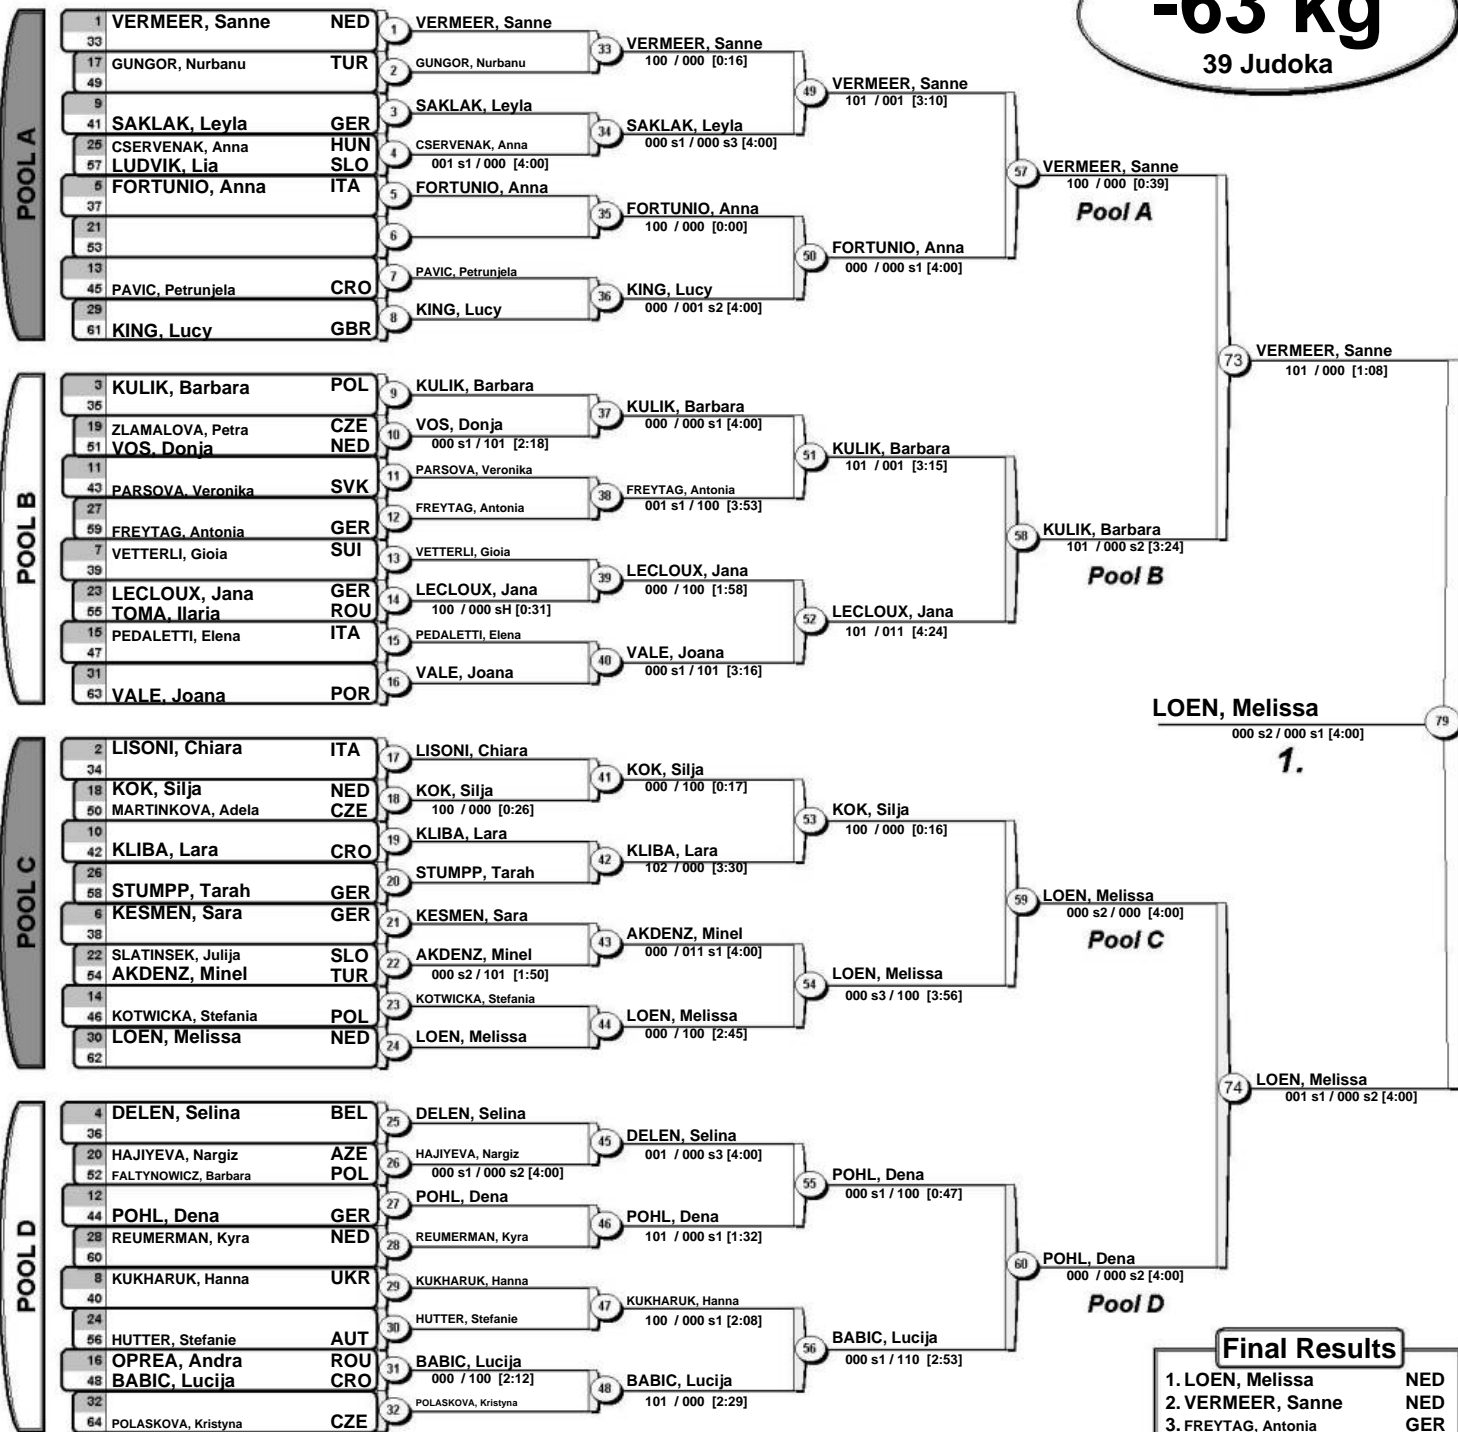 -63 kg
39 Judoka
POOL A
1 VERMEER, Sanne NED
33
17 GUNGOR, Nurbanu TUR
49
9
41 SAKLAK, Leyla GER
25 CSERVENAK, Anna HUN
57 LUDVIK, Lia SLO
5 FORTUNIO, Anna ITA
37
21
53
13
45 PAVIC, Petrunjela CRO
29
61 KING, Lucy GBR
1 VERMEER, Sanne
2 GUNGOR, Nurbanu
3 SAKLAK, Leyla
4 CSERVENAK, Anna
001 s1 / 000 [4:00]
5 FORTUNIO, Anna
6
7 PAVIC, Petrunjela
8 KING, Lucy
33 VERMEER, Sanne
100 / 000 [0:16]
34 SAKLAK, Leyla
000 s1 / 000 s3 [4:00]
35 FORTUNIO, Anna
100 / 000 [0:00]
36 KING, Lucy
000 / 001 s2 [4:00]
49 VERMEER, Sanne
101 / 001 [3:10]
50 FORTUNIO, Anna
000 / 000 s1 [4:00]
57 VERMEER, Sanne
100 / 000 [0:39]
Pool A
POOL B
3 KULIK, Barbara POL
35
19 ZLAMALOVA, Petra CZE
51 VOS, Donja NED
11
43 PARSOVA, Veronika SVK
27
59 FREYTAG, Antonia GER
7 VETTERLI, Gioia SUI
39
23 LECLOUX, Jana GER
55 TOMA, Ilaria ROU
15 PEDALETTI, Elena ITA
47
31
63 VALE, Joana POR
9 KULIK, Barbara
10 VOS, Donja
000 s1 / 101 [2:18]
11 PARSOVA, Veronika
12 FREYTAG, Antonia
13 VETTERLI, Gioia
14 LECLOUX, Jana
100 / 000 sH [0:31]
15 PEDALETTI, Elena
16 VALE, Joana
37 KULIK, Barbara
000 / 000 s1 [4:00]
38 FREYTAG, Antonia
001 s1 / 100 [3:53]
39 LECLOUX, Jana
000 / 100 [1:58]
40 VALE, Joana
000 s1 / 101 [3:16]
51 KULIK, Barbara
101 / 001 [3:15]
52 LECLOUX, Jana
101 / 011 [4:24]
58 KULIK, Barbara
101 / 000 s2 [3:24]
Pool B
73 VERMEER, Sanne
101 / 000 [1:08]
LOEN, Melissa 79
000 s2 / 000 s1 [4:00]
1.
POOL C
2 LISONI, Chiara ITA
34
18 KOK, Silja NED
50 MARTINKOVA, Adela CZE
10
42 KLIBA, Lara CRO
26
58 STUMPP, Tarah GER
6 KESMEN, Sara GER
38
22 SLATINSEK, Julija SLO
54 AKDENZ, Minel TUR
14
46 KOTWICKA, Stefania POL
30 LOEN, Melissa NED
62
17 LISONI, Chiara
18 KOK, Silja
100 / 000 [0:26]
19 KLIBA, Lara
20 STUMPP, Tarah
21 KESMEN, Sara
22 AKDENZ, Minel
000 s2 / 101 [1:50]
23 KOTWICKA, Stefania
24 LOEN, Melissa
41 KOK, Silja
000 / 100 [0:17]
42 KLIBA, Lara
102 / 000 [3:30]
43 AKDENZ, Minel
000 / 011 s1 [4:00]
44 LOEN, Melissa
000 / 100 [2:45]
53 KOK, Silja
100 / 000 [0:16]
54 LOEN, Melissa
000 s3 / 100 [3:56]
59 LOEN, Melissa
000 s2 / 000 [4:00]
Pool C
POOL D
4 DELEN, Selina BEL
36
20 HAJIYEVA, Nargiz AZE
52 FALTYNOWICZ, Barbara POL
12
44 POHL, Dena GER
28 REUMERMAN, Kyra NED
60
8 KUKHARUK, Hanna UKR
40
24
56 HUTTER, Stefanie AUT
16 OPREA, Andra ROU
48 BABIC, Lucija CRO
32
64 POLASKOVA, Kristyna CZE
25 DELEN, Selina
26 HAJIYEVA, Nargiz
000 s1 / 000 s2 [4:00]
27 POHL, Dena
28 REUMERMAN, Kyra
29 KUKHARUK, Hanna
30 HUTTER, Stefanie
31 BABIC, Lucija
000 / 100 [2:12]
32 POLASKOVA, Kristyna
45 DELEN, Selina
001 / 000 s3 [4:00]
46 POHL, Dena
101 / 000 s1 [1:32]
47 KUKHARUK, Hanna
100 / 000 s1 [2:08]
48 BABIC, Lucija
101 / 000 [2:29]
55 POHL, Dena
000 s1 / 100 [0:47]
56 BABIC, Lucija
000 s1 / 110 [2:53]
60 POHL, Dena
000 / 000 s2 [4:00]
Pool D
74 LOEN, Melissa
001 s1 / 000 s2 [4:00]
Final Results
1. LOEN, Melissa NED
2. VERMEER, Sanne NED
3. FREYTAG, Antonia GER